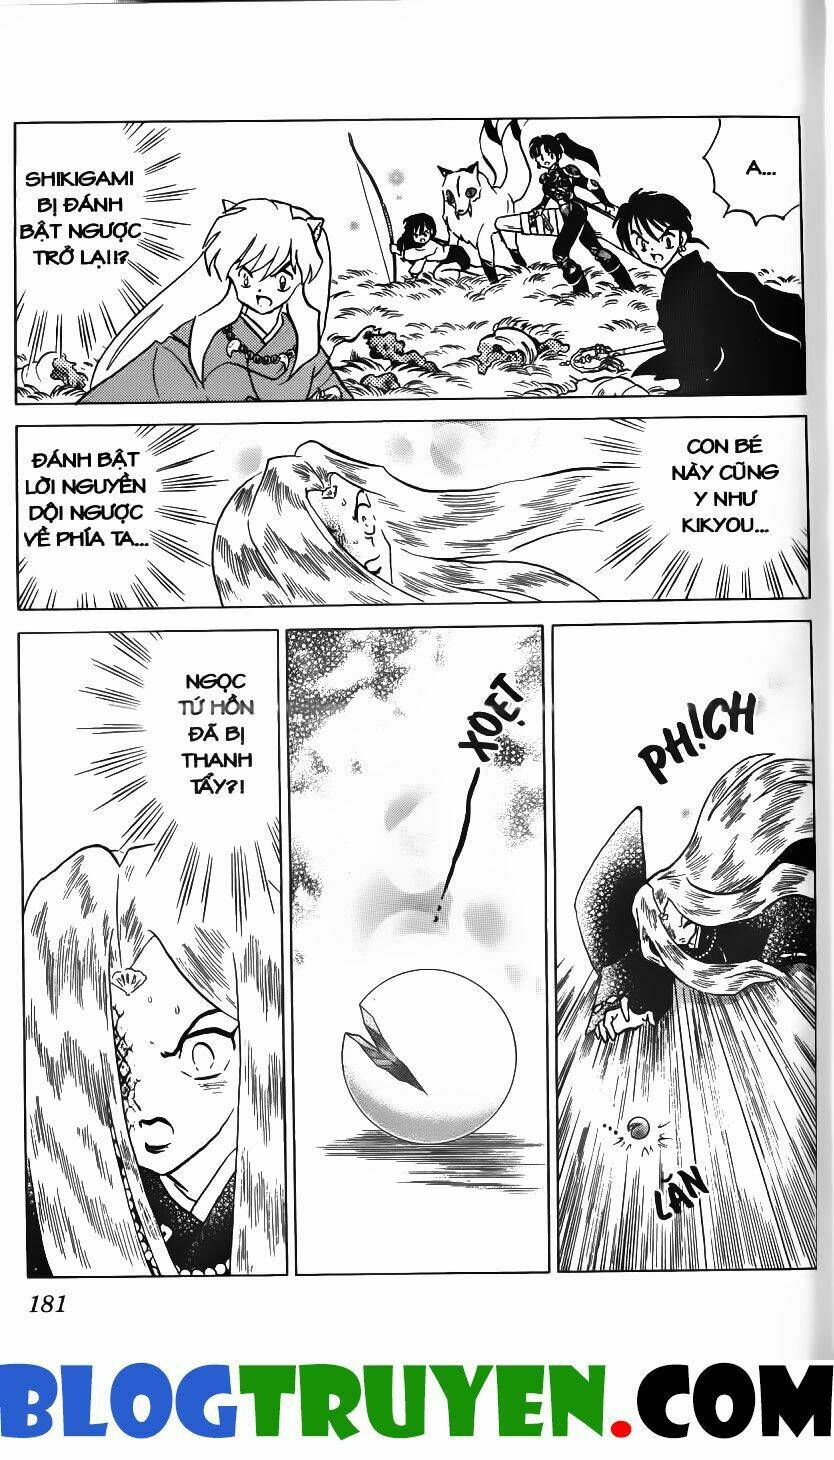 A...
SHIKIGAMI
BỊ ĐÁNH
BẬT NGƯỢC
TRỞ LẠI!?
CON BÉ
NÀY CŨNG
Y NHƯ
KIKYOU...
ĐÁNH BẬT
LỜI NGUYỀN
DỘI NGƯỢC
VỀ PHÍA TA...
PHỊCH
LĂN
XOẸT
NGỌC
TỨ HỒN
ĐÃ BỊ
THANH
TẨY?!
181
BLOGTRUYEN.COM